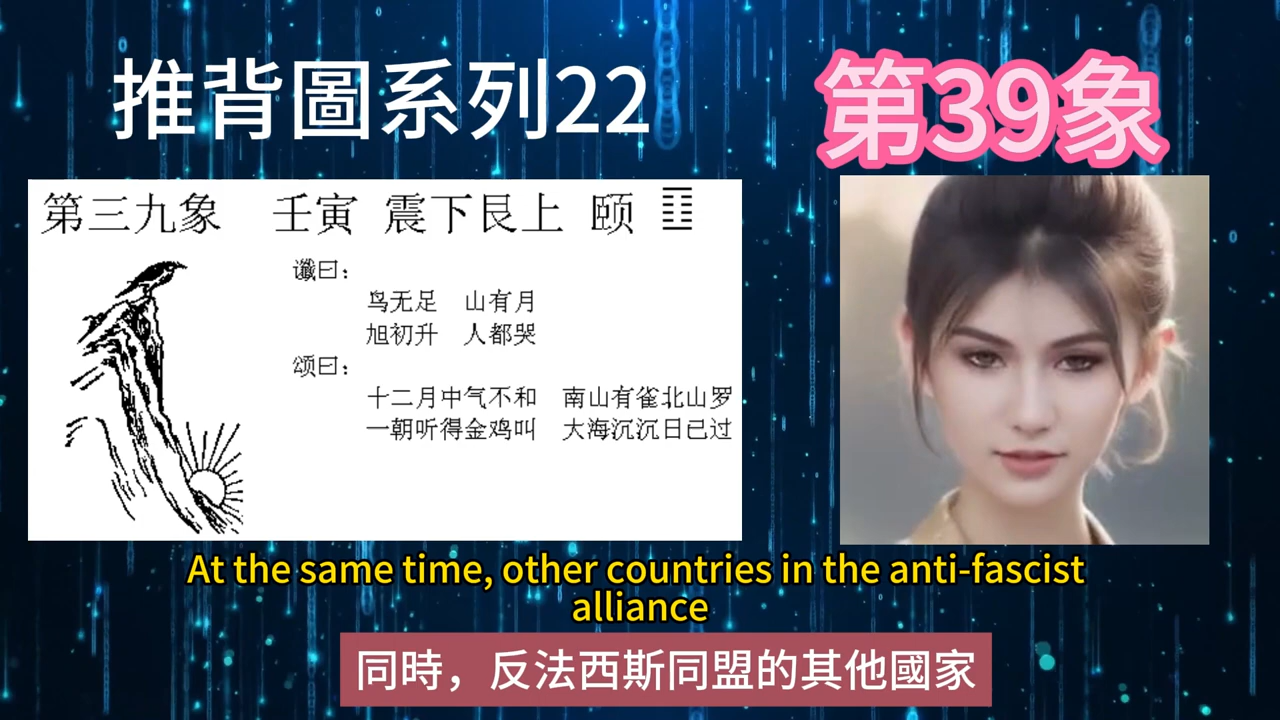 推背圖系列22
第39象
第三九象 壬寅 震下艮上 颐 ䷚
谶曰：
鸟无足 山有月
旭初升 人都哭
颂曰：
十二月中气不和 南山有雀北山罗
一朝听得金鸡叫 大海沉沉日己过
At the same time, other countries in the anti-fascist
alliance
同時，反法西斯同盟的其他國家